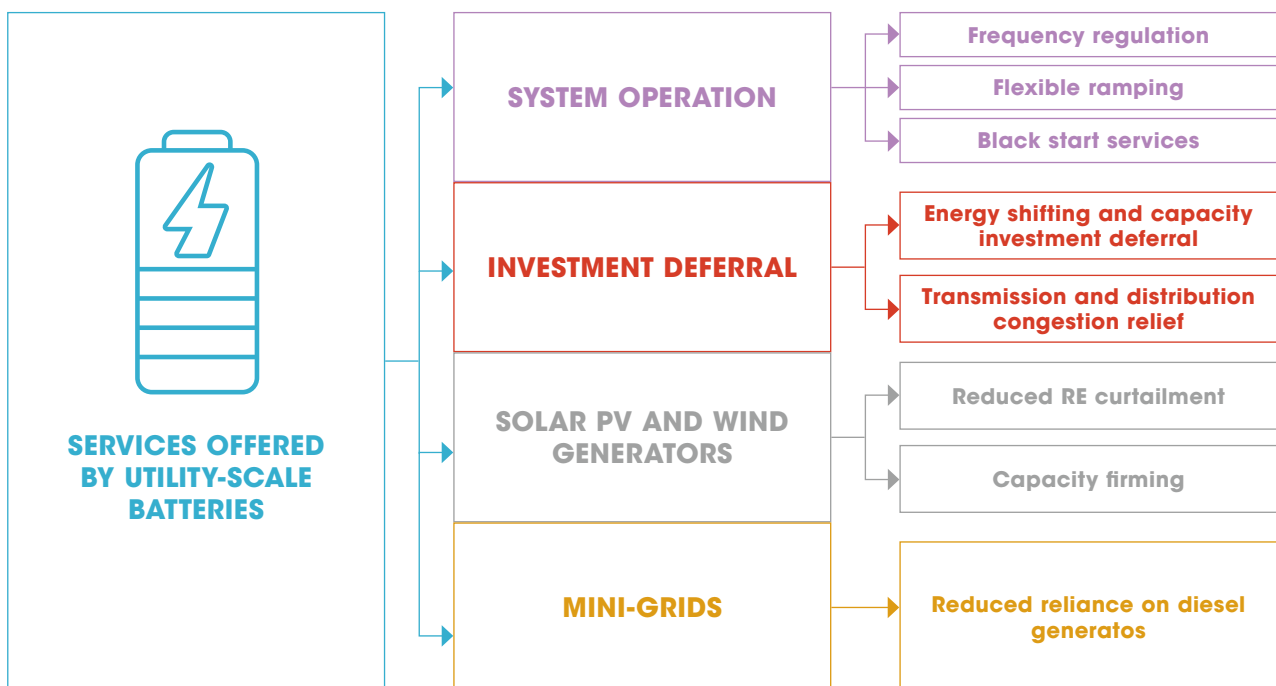 SERVICES OFFERED
BY UTILITY-SCALE
BATTERIES
SYSTEM OPERATION
Frequency regulation
Flexible ramping
Black start services
INVESTMENT DEFERRAL
Energy shifting and capacity
investment deferral
Transmission and distribution
congestion relief
SOLAR PV AND WIND
GENERATORS
Reduced RE curtailment
Capacity firming
MINI-GRIDS
Reduced reliance on diesel
generatos